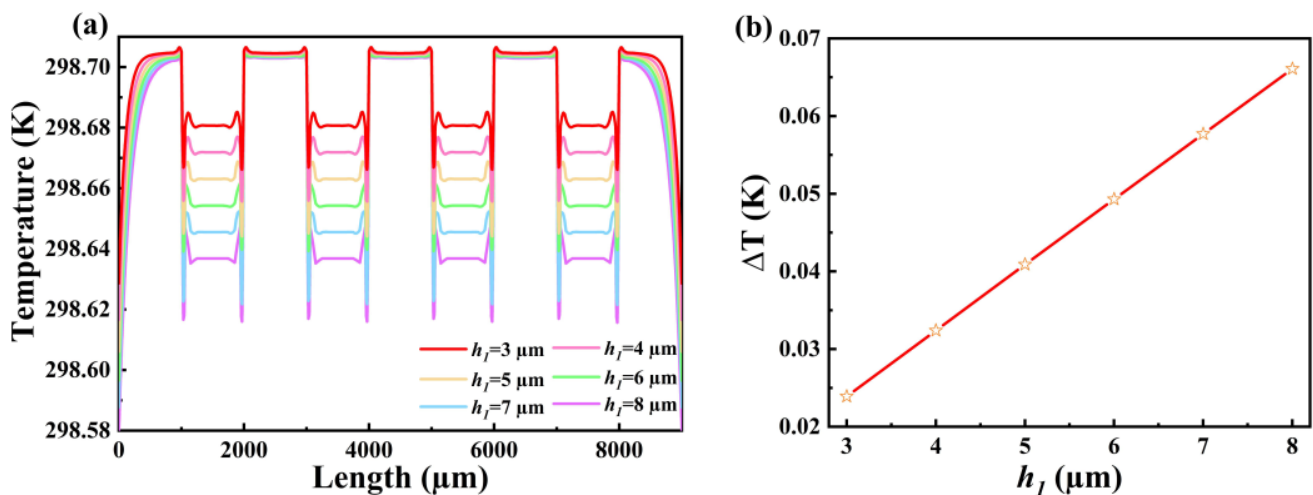 (a)
Temperature (K)
298.70
298.68
298.66
298.64
298.62
298.60
298.58
0 2000 4000 6000 8000
Length (μm)
h1=3 μm h1=4 μm
h1=5 μm h1=6 μm
h1=7 μm h1=8 μm
(b)
ΔT (K)
0.07
0.06
0.05
0.04
0.03
0.02
3 4 5 6 7 8
h1 (μm)